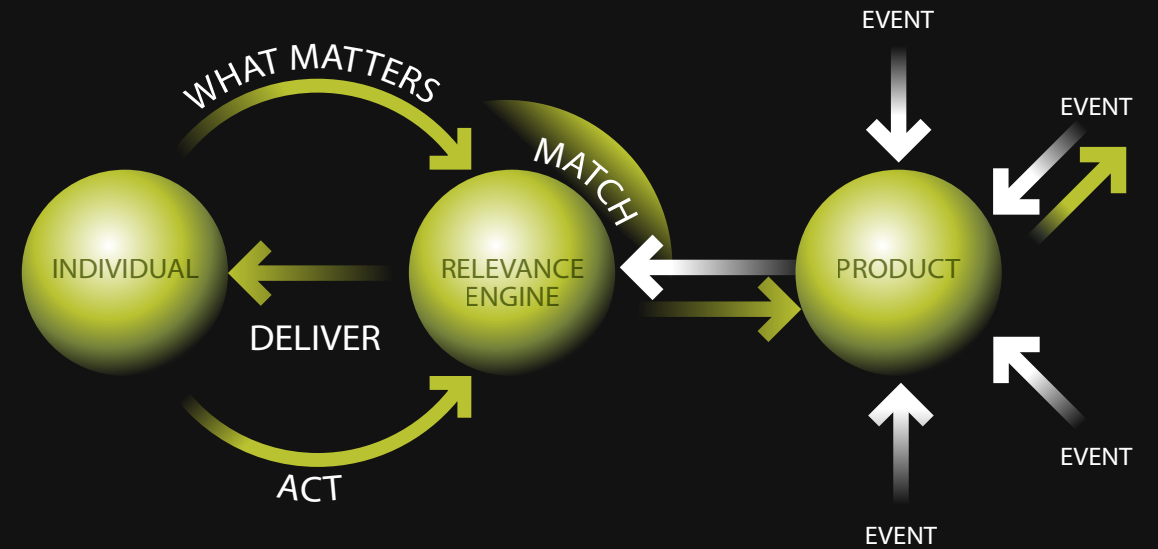 WHAT MATTERS
MATCH
INDIVIDUAL
RELEVANCE
ENGINE
DELIVER
ACT
EVENT
EVENT
PRODUCT
EVENT
EVENT